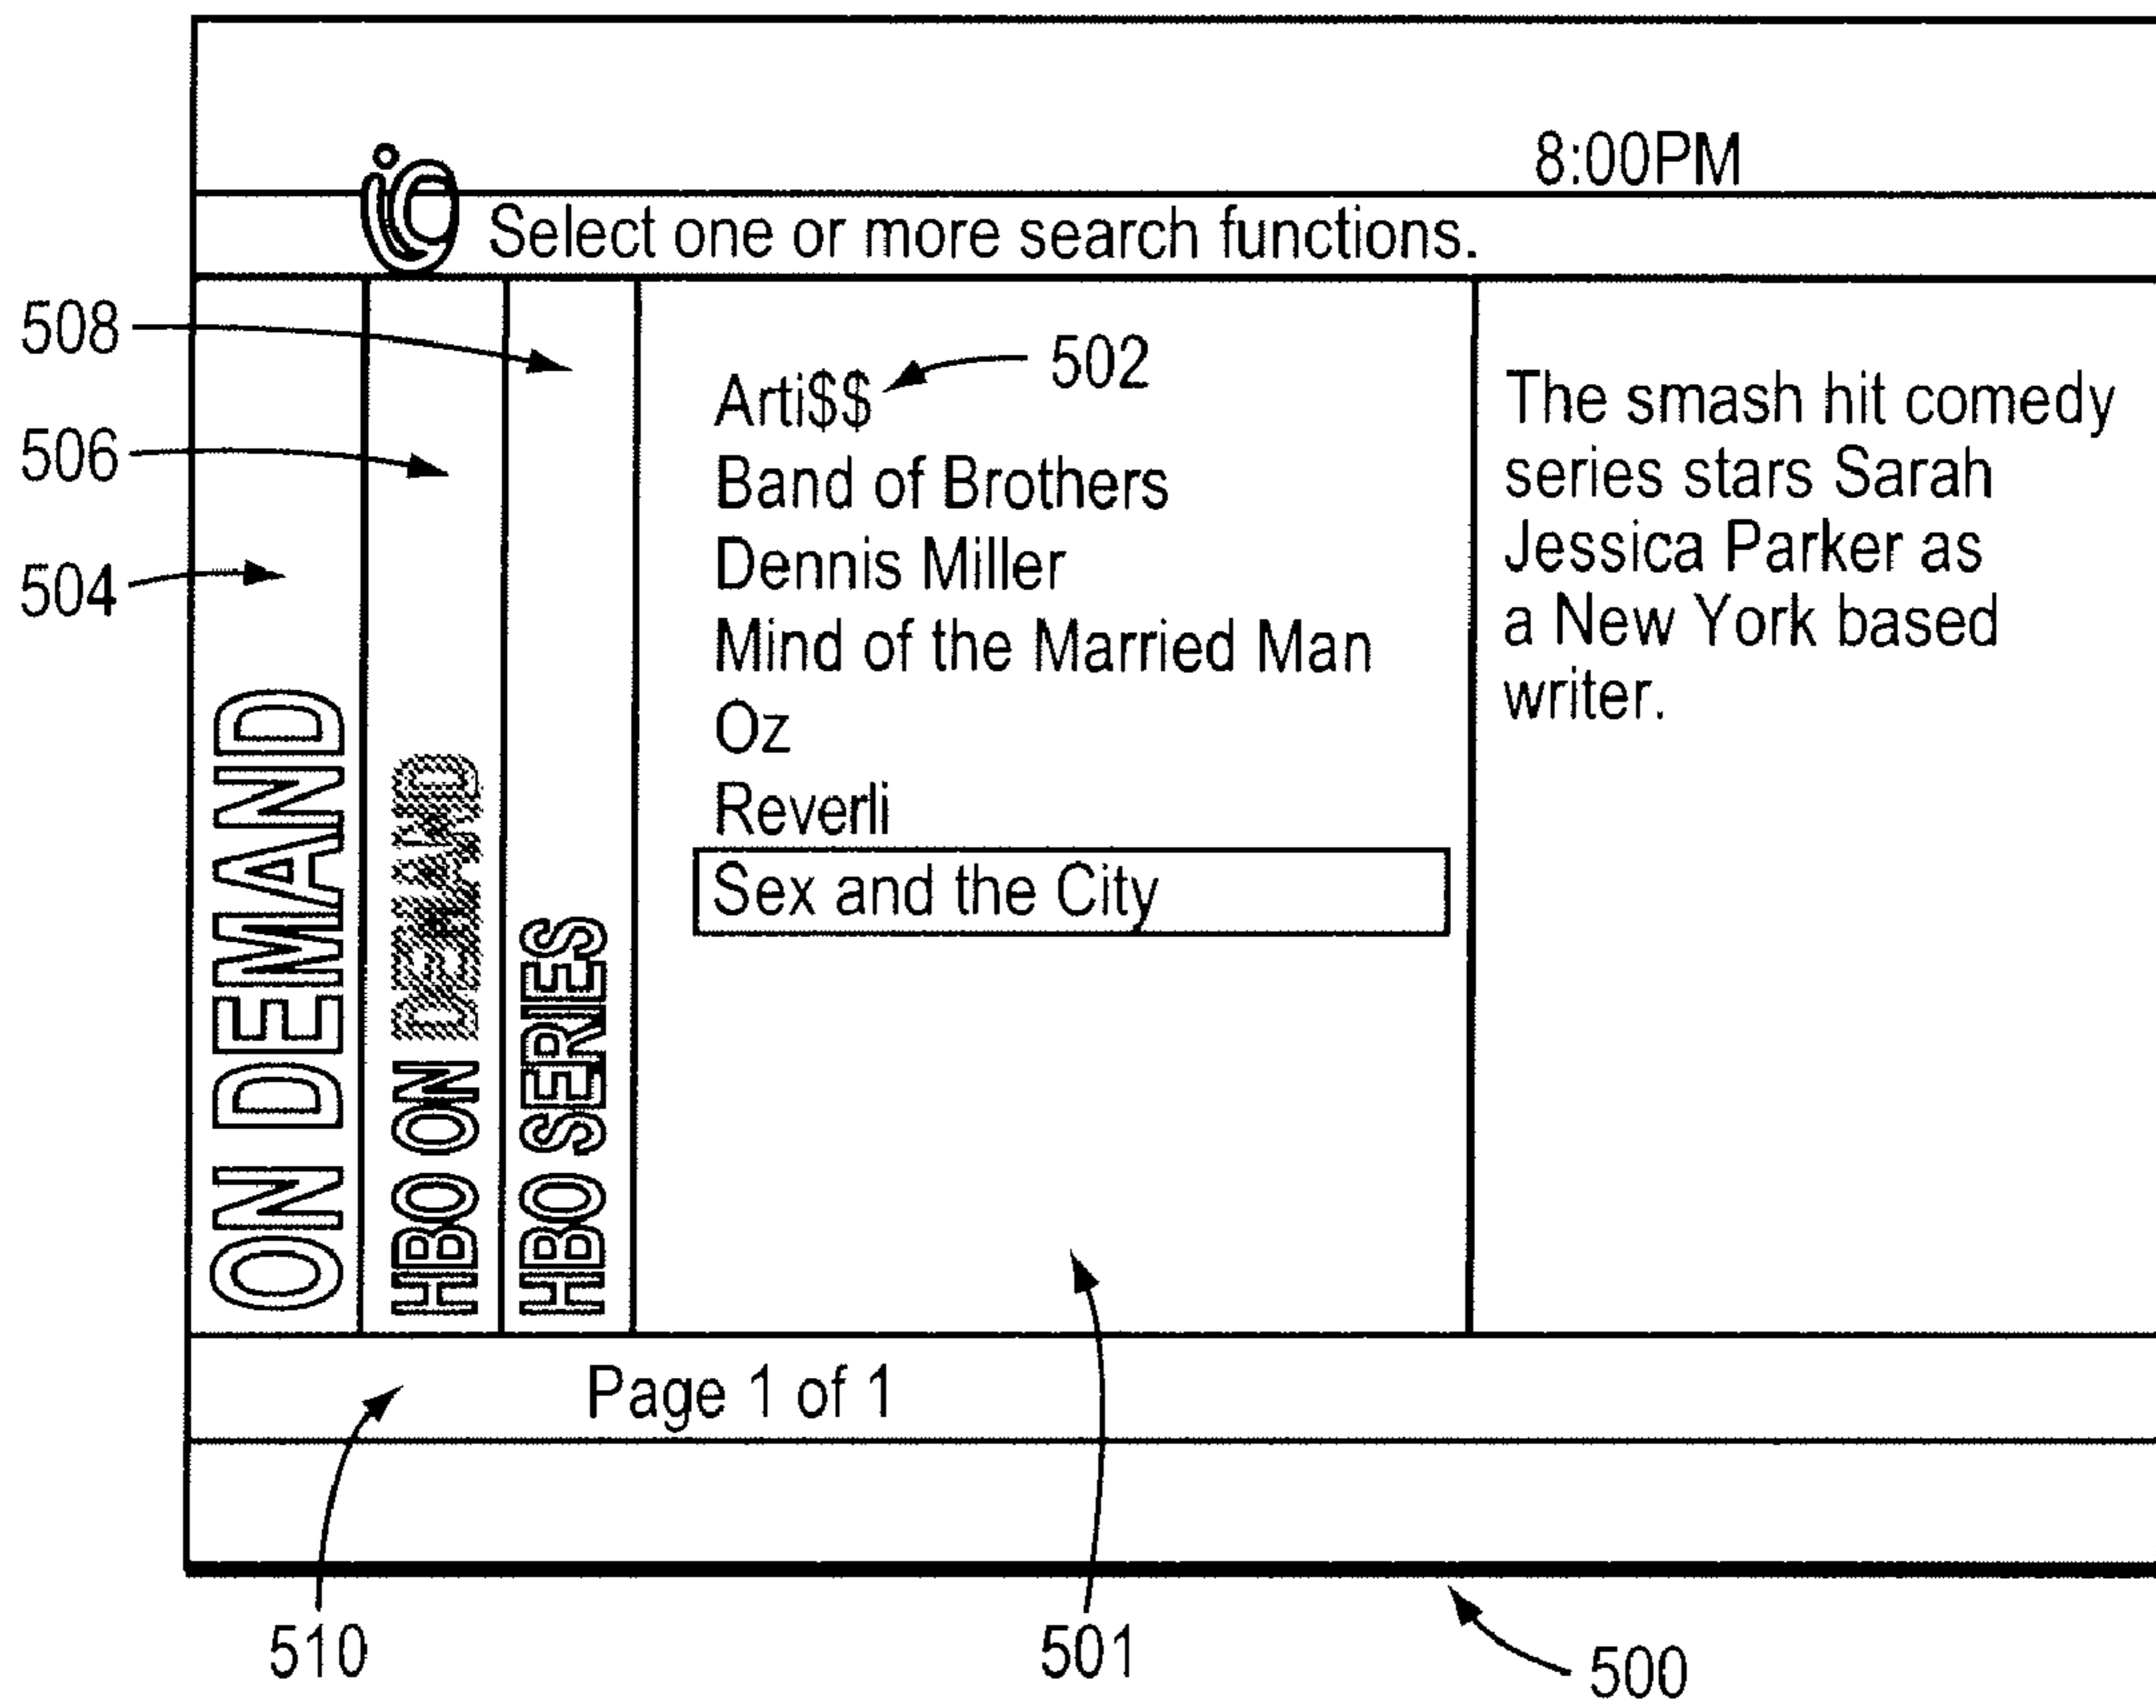 8:00PM
iO
Select one or more search functions.
508
506
504
502
ON DEMAND
HBO ON DEMAND
HBO SERIES
Arti$$
Band of Brothers
Dennis Miller
Mind of the Married Man
Oz
Reverli
Sex and the City
The smash hit comedy
series stars Sarah
Jessica Parker as
a New York based
writer.
Page 1 of 1
510
501
500